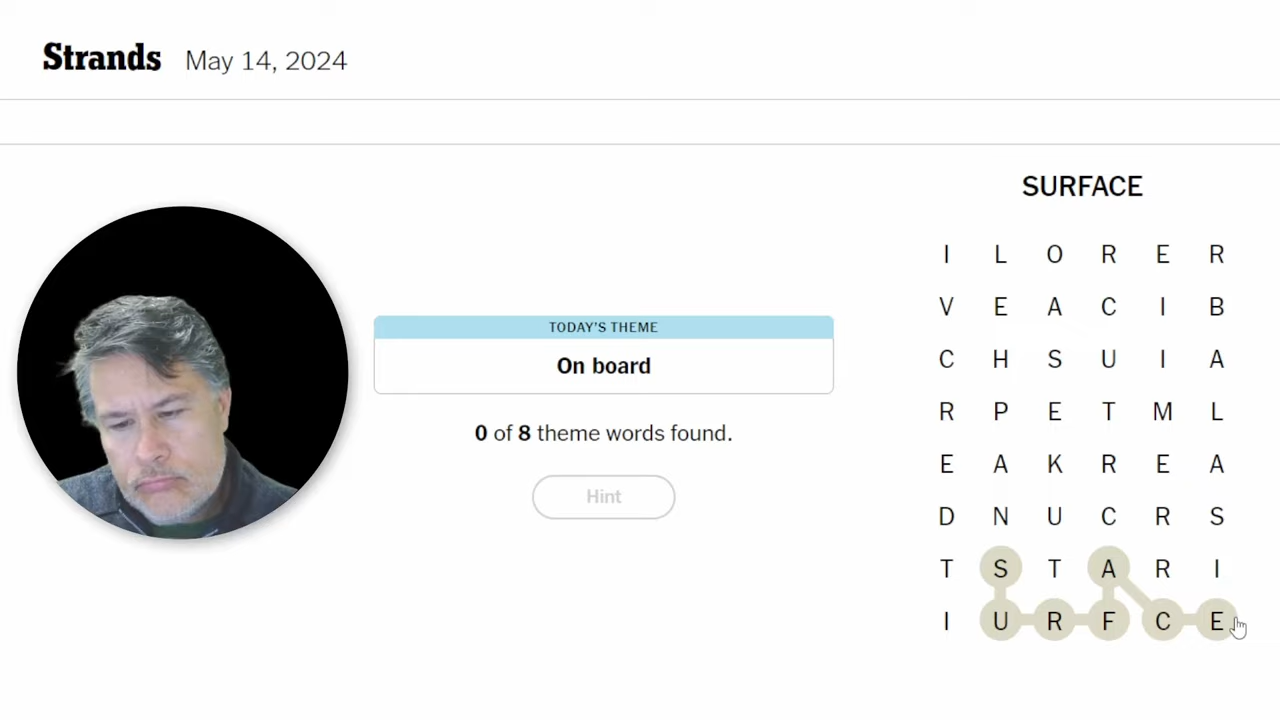 Strands May 14, 2024
SURFACE
TODAY'S THEME
On board
0 of 8 theme words found.
Hint
I L O R E R
V E A C I B
C H S U I A
R P E T M L
E A K R E A
D N U C R S
T S T A R I
I U R F C E